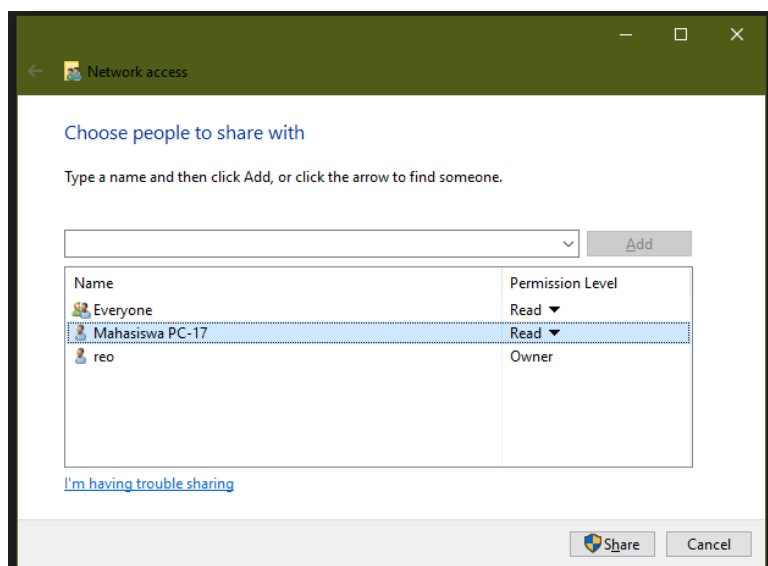 Network access
Choose people to share with
Type a name and then click Add, or click the arrow to find someone.
Add
Name Permission Level
Everyone Read
Mahasiswa PC-17 Read
reo Owner
I'm having trouble sharing
Share Cancel